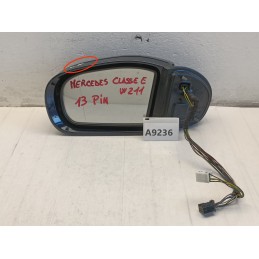 MERCEDES CLASSE E
W211
13 Pin
A9236